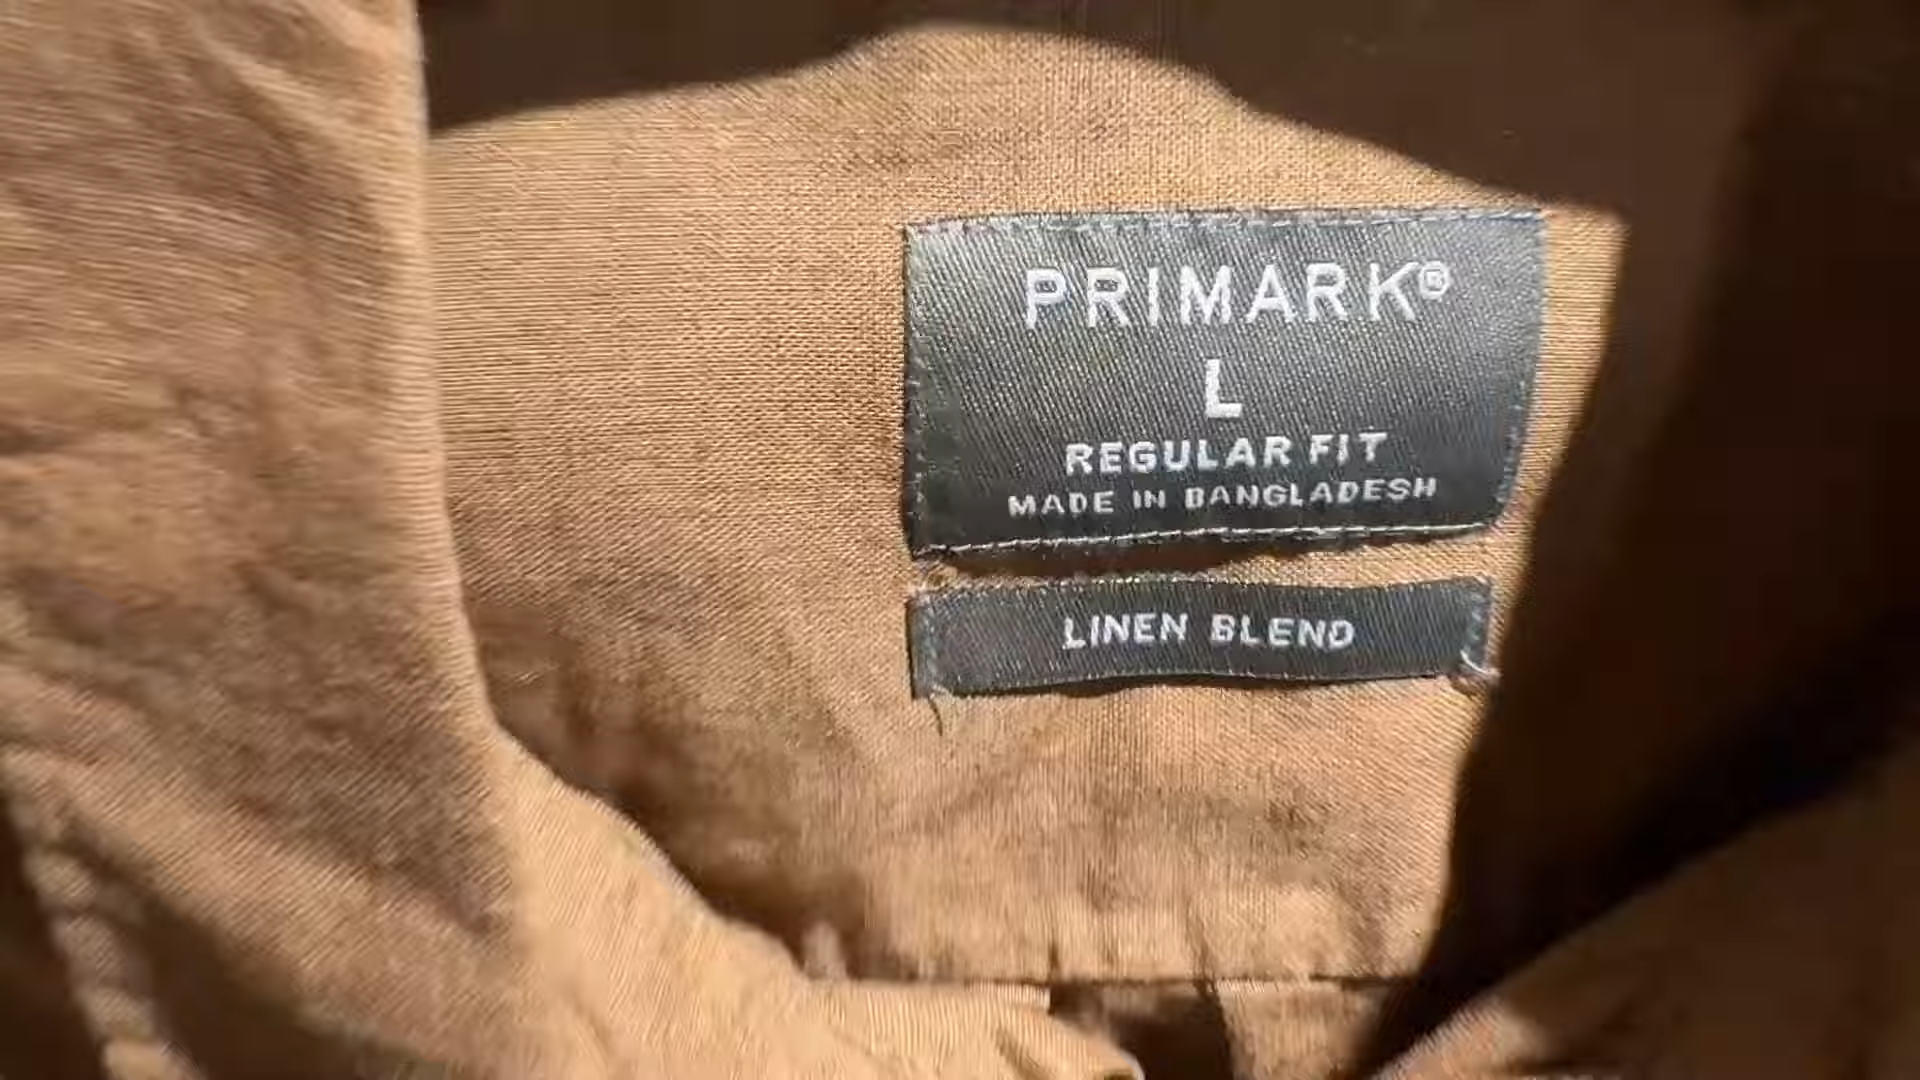 PRIMARK®
L
REGULAR FIT
MADE IN BANGLADESH
LINEN BLEND